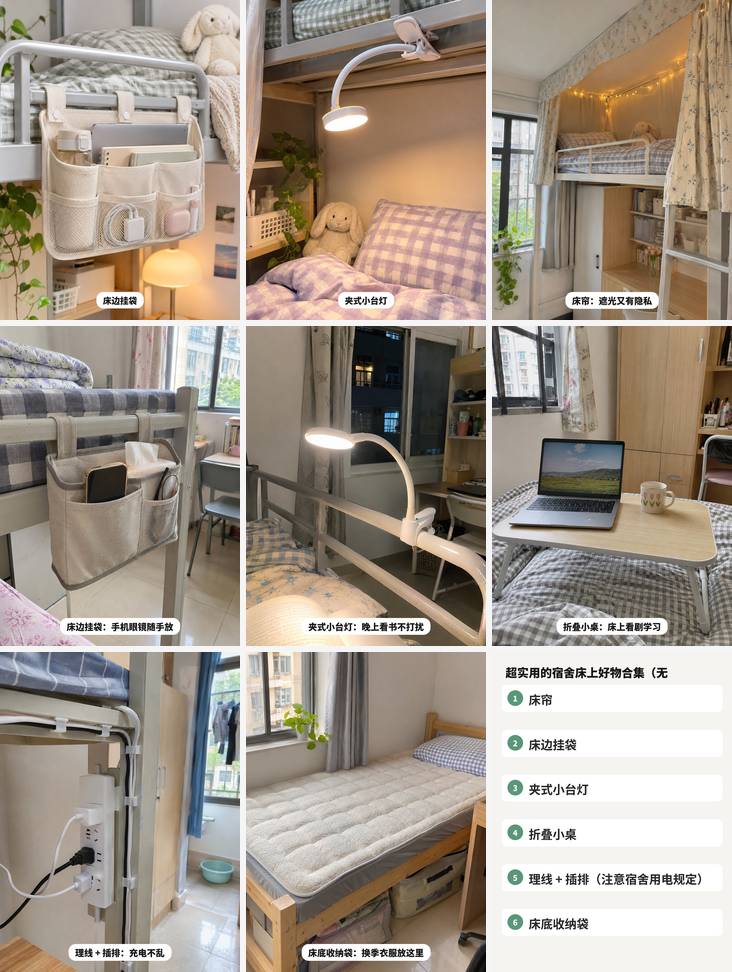 床边挂袋
夹式小台灯
床帘：遮光又有隐私
床边挂袋：手机眼镜随手放
夹式小台灯：晚上看书不打扰
折叠小桌：床上看剧学习
理线＋插排：充电不乱
床底收纳袋：换季衣服放这里
超实用的宿舍床上好物合集（无
1 床帘
2 床边挂袋
3 夹式小台灯
4 折叠小桌
5 理线＋插排（注意宿舍用电规定）
6 床底收纳袋